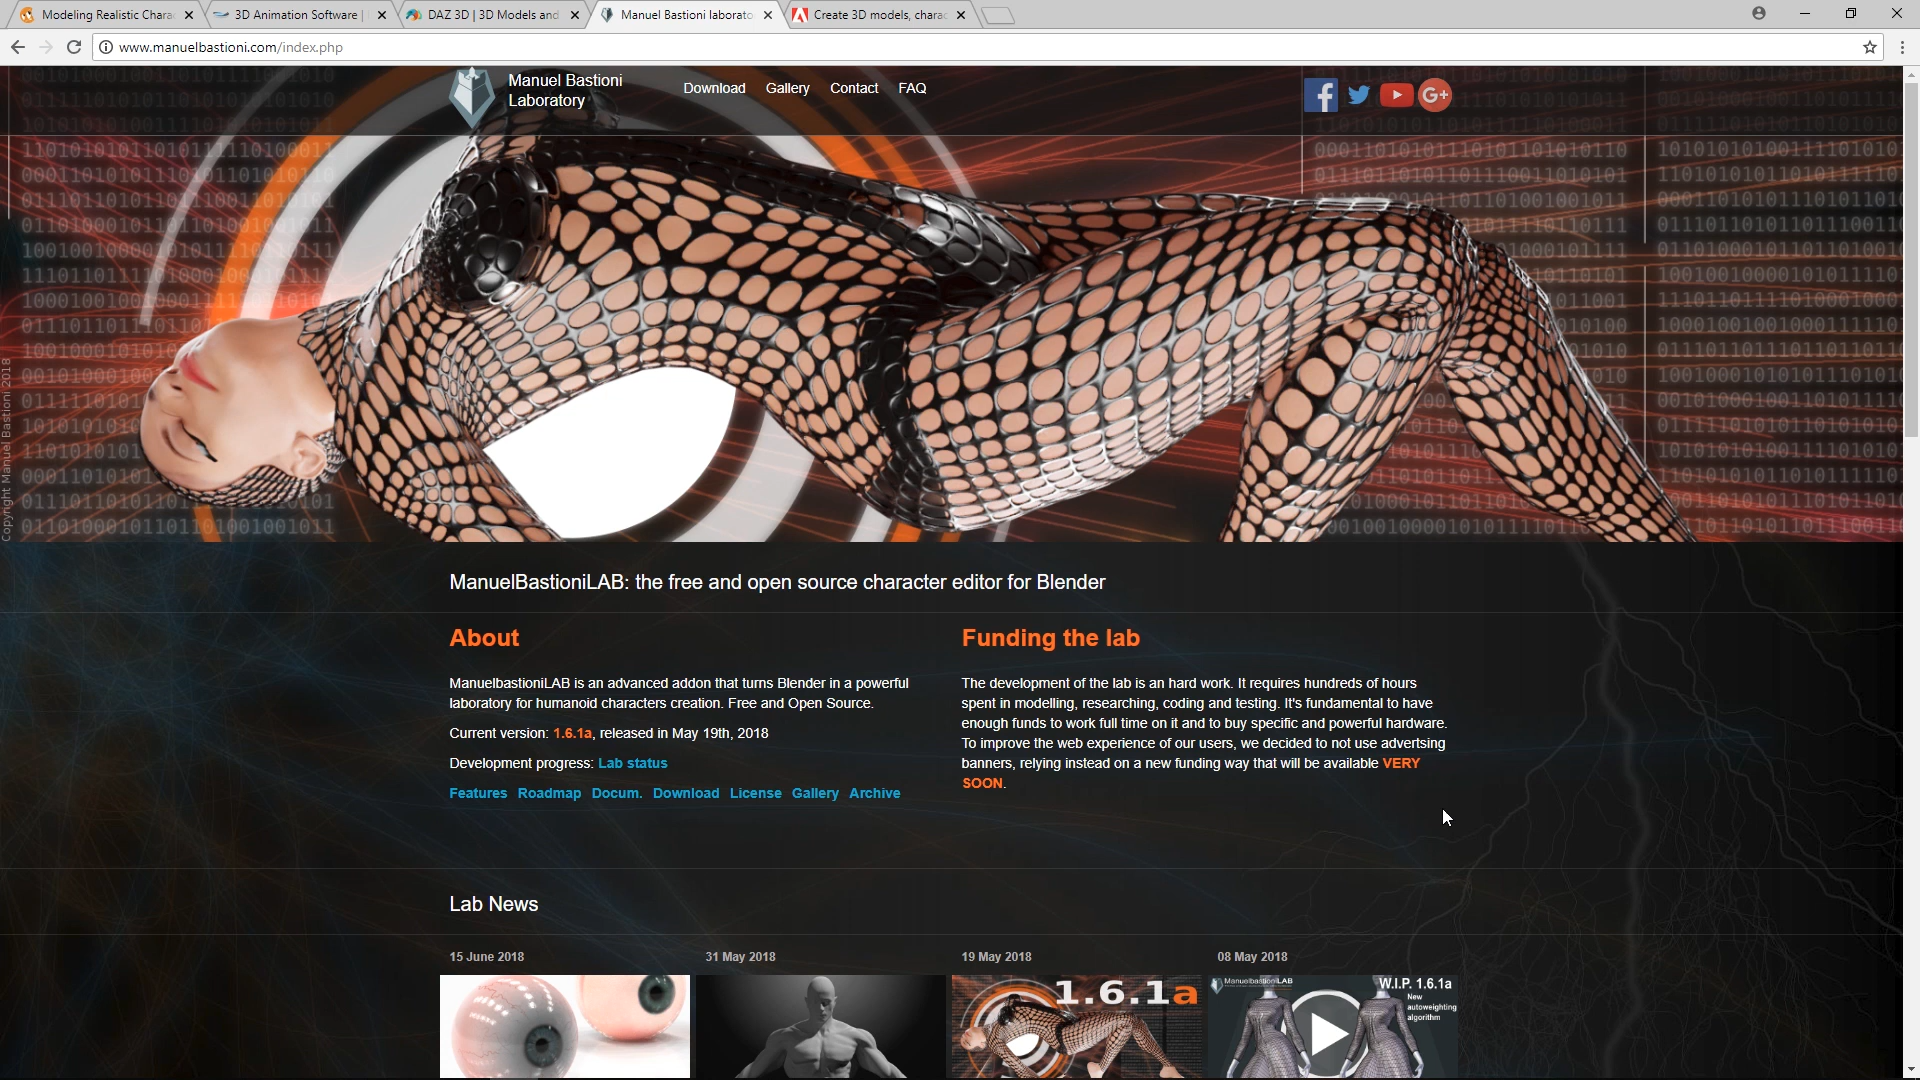 Modeling Realistic Charac
3D Animation Software |
DAZ 3D | 3D Models and
Manuel Bastioni laborato
Create 3D models, charac
www.manuelbastioni.com/index.php
Manuel Bastioni
Laboratory
Download Gallery Contact FAQ
Copyright Manuel Bastioni 2018
ManuelBastioniLAB: the free and open source character editor for Blender
About
ManuelbastioniLAB is an advanced addon that turns Blender in a powerful
laboratory for humanoid characters creation. Free and Open Source.
Current version: 1.6.1a, released in May 19th, 2018
Development progress: Lab status
Features Roadmap Docum. Download License Gallery Archive
Funding the lab
The development of the lab is an hard work. It requires hundreds of hours
spent in modelling, researching, coding and testing. It's fundamental to have
enough funds to work full time on it and to buy specific and powerful hardware.
To improve the web experience of our users, we decided to not use advertsing
banners, relying instead on a new funding way that will be available VERY
SOON.
Lab News
15 June 2018
31 May 2018
19 May 2018
08 May 2018
1.6.1a
ManuelbastioniLAB
W.I.P. 1.6.1a
New
autoweighting
algorithm